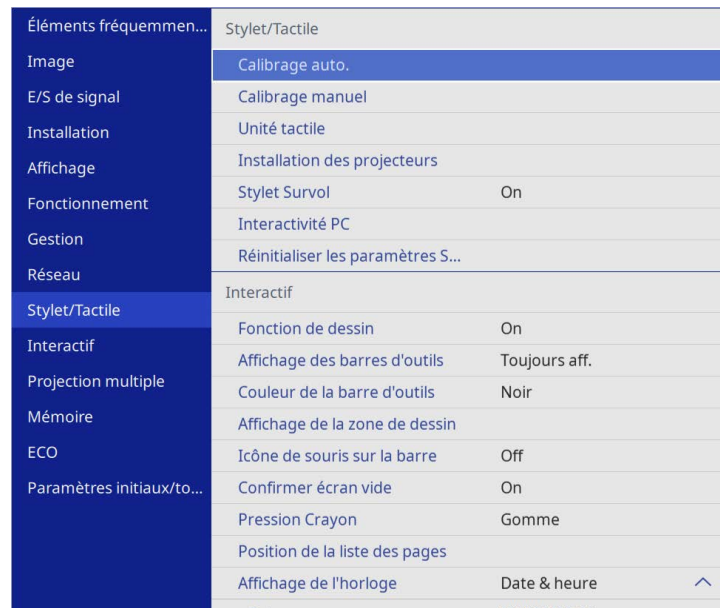 Éléments fréquemmen...
Image
E/S de signal
Installation
Affichage
Fonctionnement
Gestion
Réseau
Stylet/Tactile
Interactif
Projection multiple
Mémoire
ECO
Paramètres initiaux/to...
Stylet/Tactile
Calibrage auto.
Calibrage manuel
Unité tactile
Installation des projecteurs
Stylet Survol On
Interactivité PC
Réinitialiser les paramètres S...
Interactif
Fonction de dessin On
Affichage des barres d'outils Toujours aff.
Couleur de la barre d'outils Noir
Affichage de la zone de dessin
Icône de souris sur la barre Off
Confirmer écran vide On
Pression Crayon Gomme
Position de la liste des pages
Affichage de l'horloge Date & heure